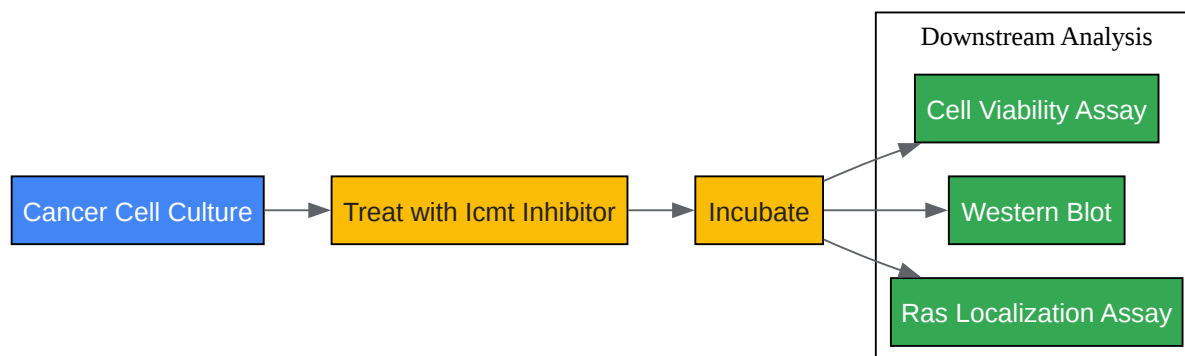 Downstream Analysis
Cell Viability Assay
Cancer Cell Culture
Treat with Icmt Inhibitor
Incubate
Western Blot
Ras Localization Assay